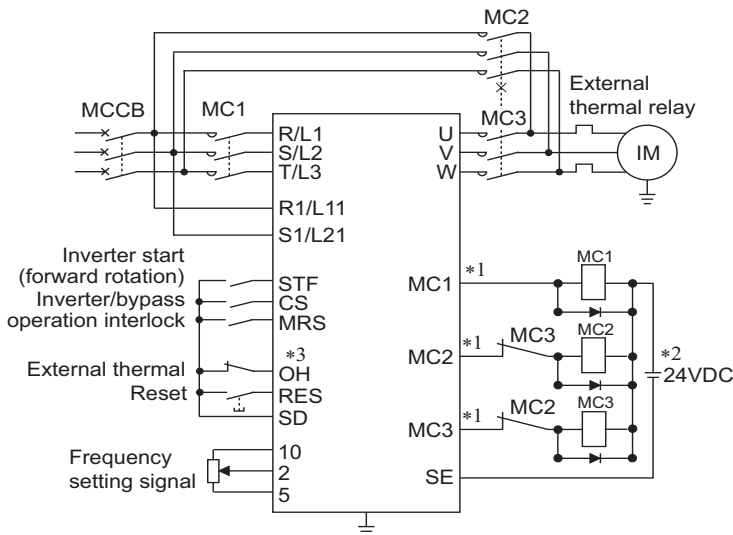 MC2
External
thermal relay
MCCB
MC1
MC3
R/L1
S/L2
T/L3
U
V
W
IM
R1/L11
S1/L21
Inverter start
(forward rotation)
Inverter/bypass
operation interlock
STF
CS
MRS
MC1
*1
MC1
*3
External thermal
OH
Reset
RES
SD
MC2
*1
MC3
MC2
*2
24VDC
MC3
*1
MC2
MC3
Frequency
setting signal
10
2
5
SE